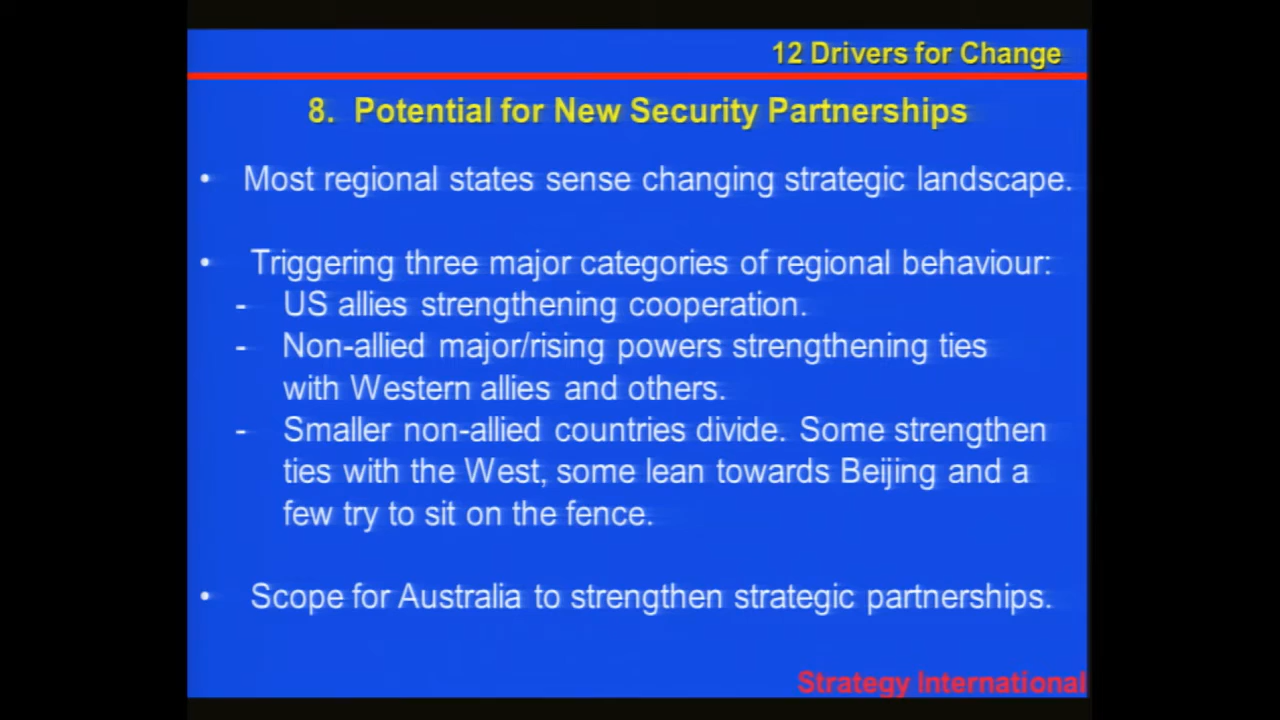 12 Drivers for Change
8. Potential for New Security Partnerships
• Most regional states sense changing strategic landscape.
• Triggering three major categories of regional behaviour:
- US allies strengthening cooperation.
- Non-allied major/rising powers strengthening ties
with Western allies and others.
- Smaller non-allied countries divide. Some strengthen
ties with the West, some lean towards Beijing and a
few try to sit on the fence.
• Scope for Australia to strengthen strategic partnerships.
Strategy International